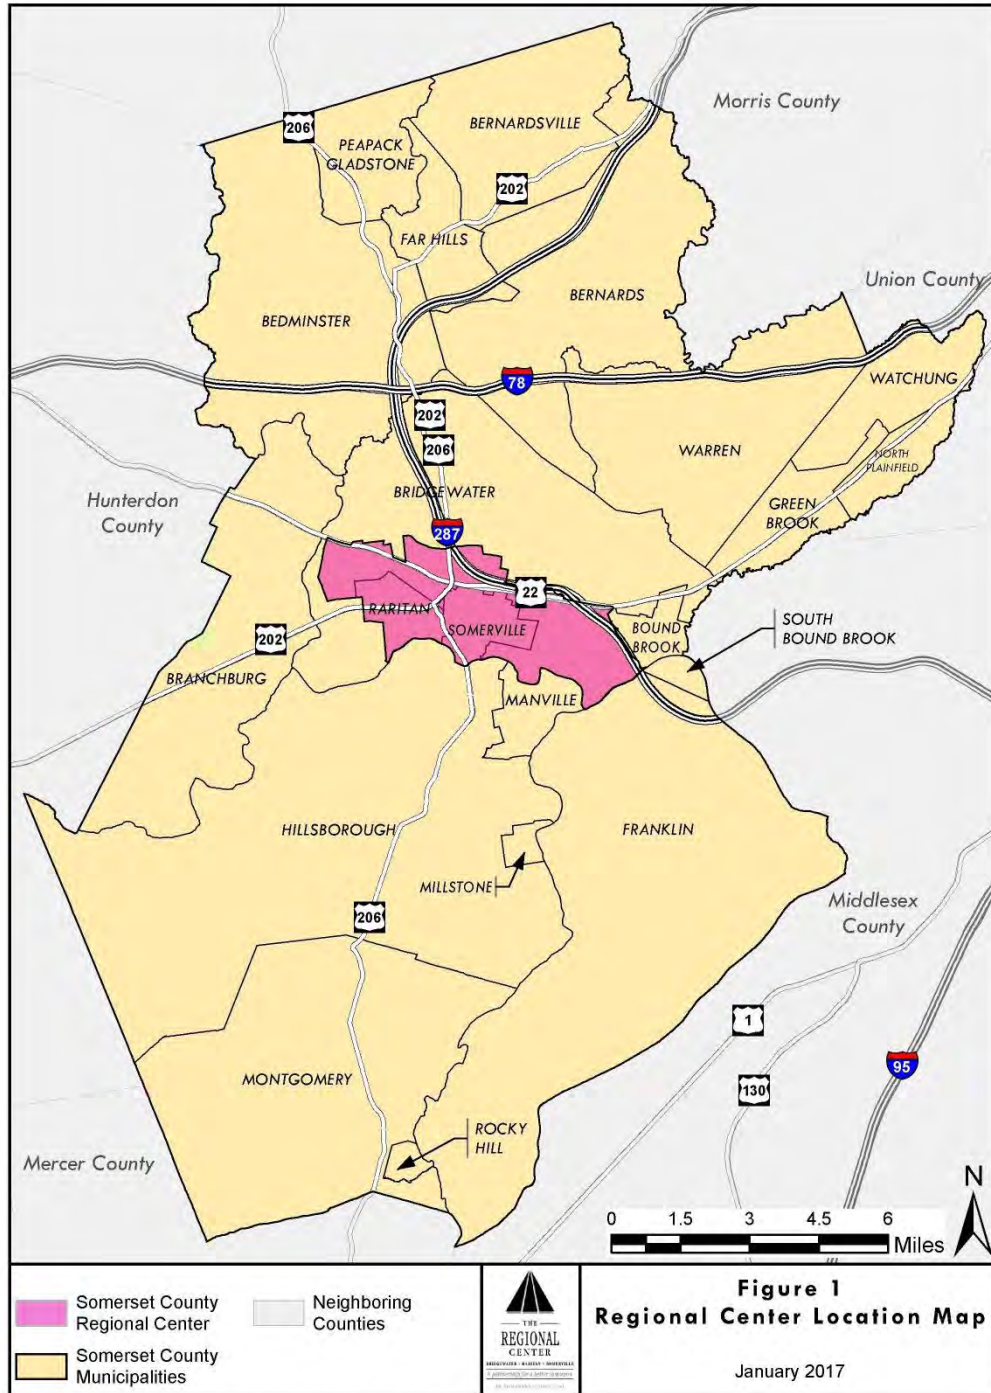 Morris County
206
BERNARDSVILLE
PEAPACK
GLADSTONE
202
FAR HILLS
Union County
BERNARDS
BEDMINSTER
78
WATCHUNG
202
206
WARREN
NORTH
PLAINFIELD
Hunterdon
County
BRIDGEWATER
GREEN
BROOK
287
22
RARITAN
SOMERVILLE
BOUND
BROOK
SOUTH
BOUND BROOK
202
BRANCHBURG
MANVILLE
HILLSBOROUGH
FRANKLIN
MILLSTONE
Middlesex
County
206
1
95
MONTGOMERY
130
ROCKY
HILL
Mercer County
N
0 1.5 3 4.5 6
Miles
Somerset County
Regional Center
Neighboring
Counties
Somerset County
Municipalities
THE
REGIONAL
CENTER
BRIDGEWATER • RARITAN • SOMERVILLE
Figure 1
Regional Center Location Map
January 2017